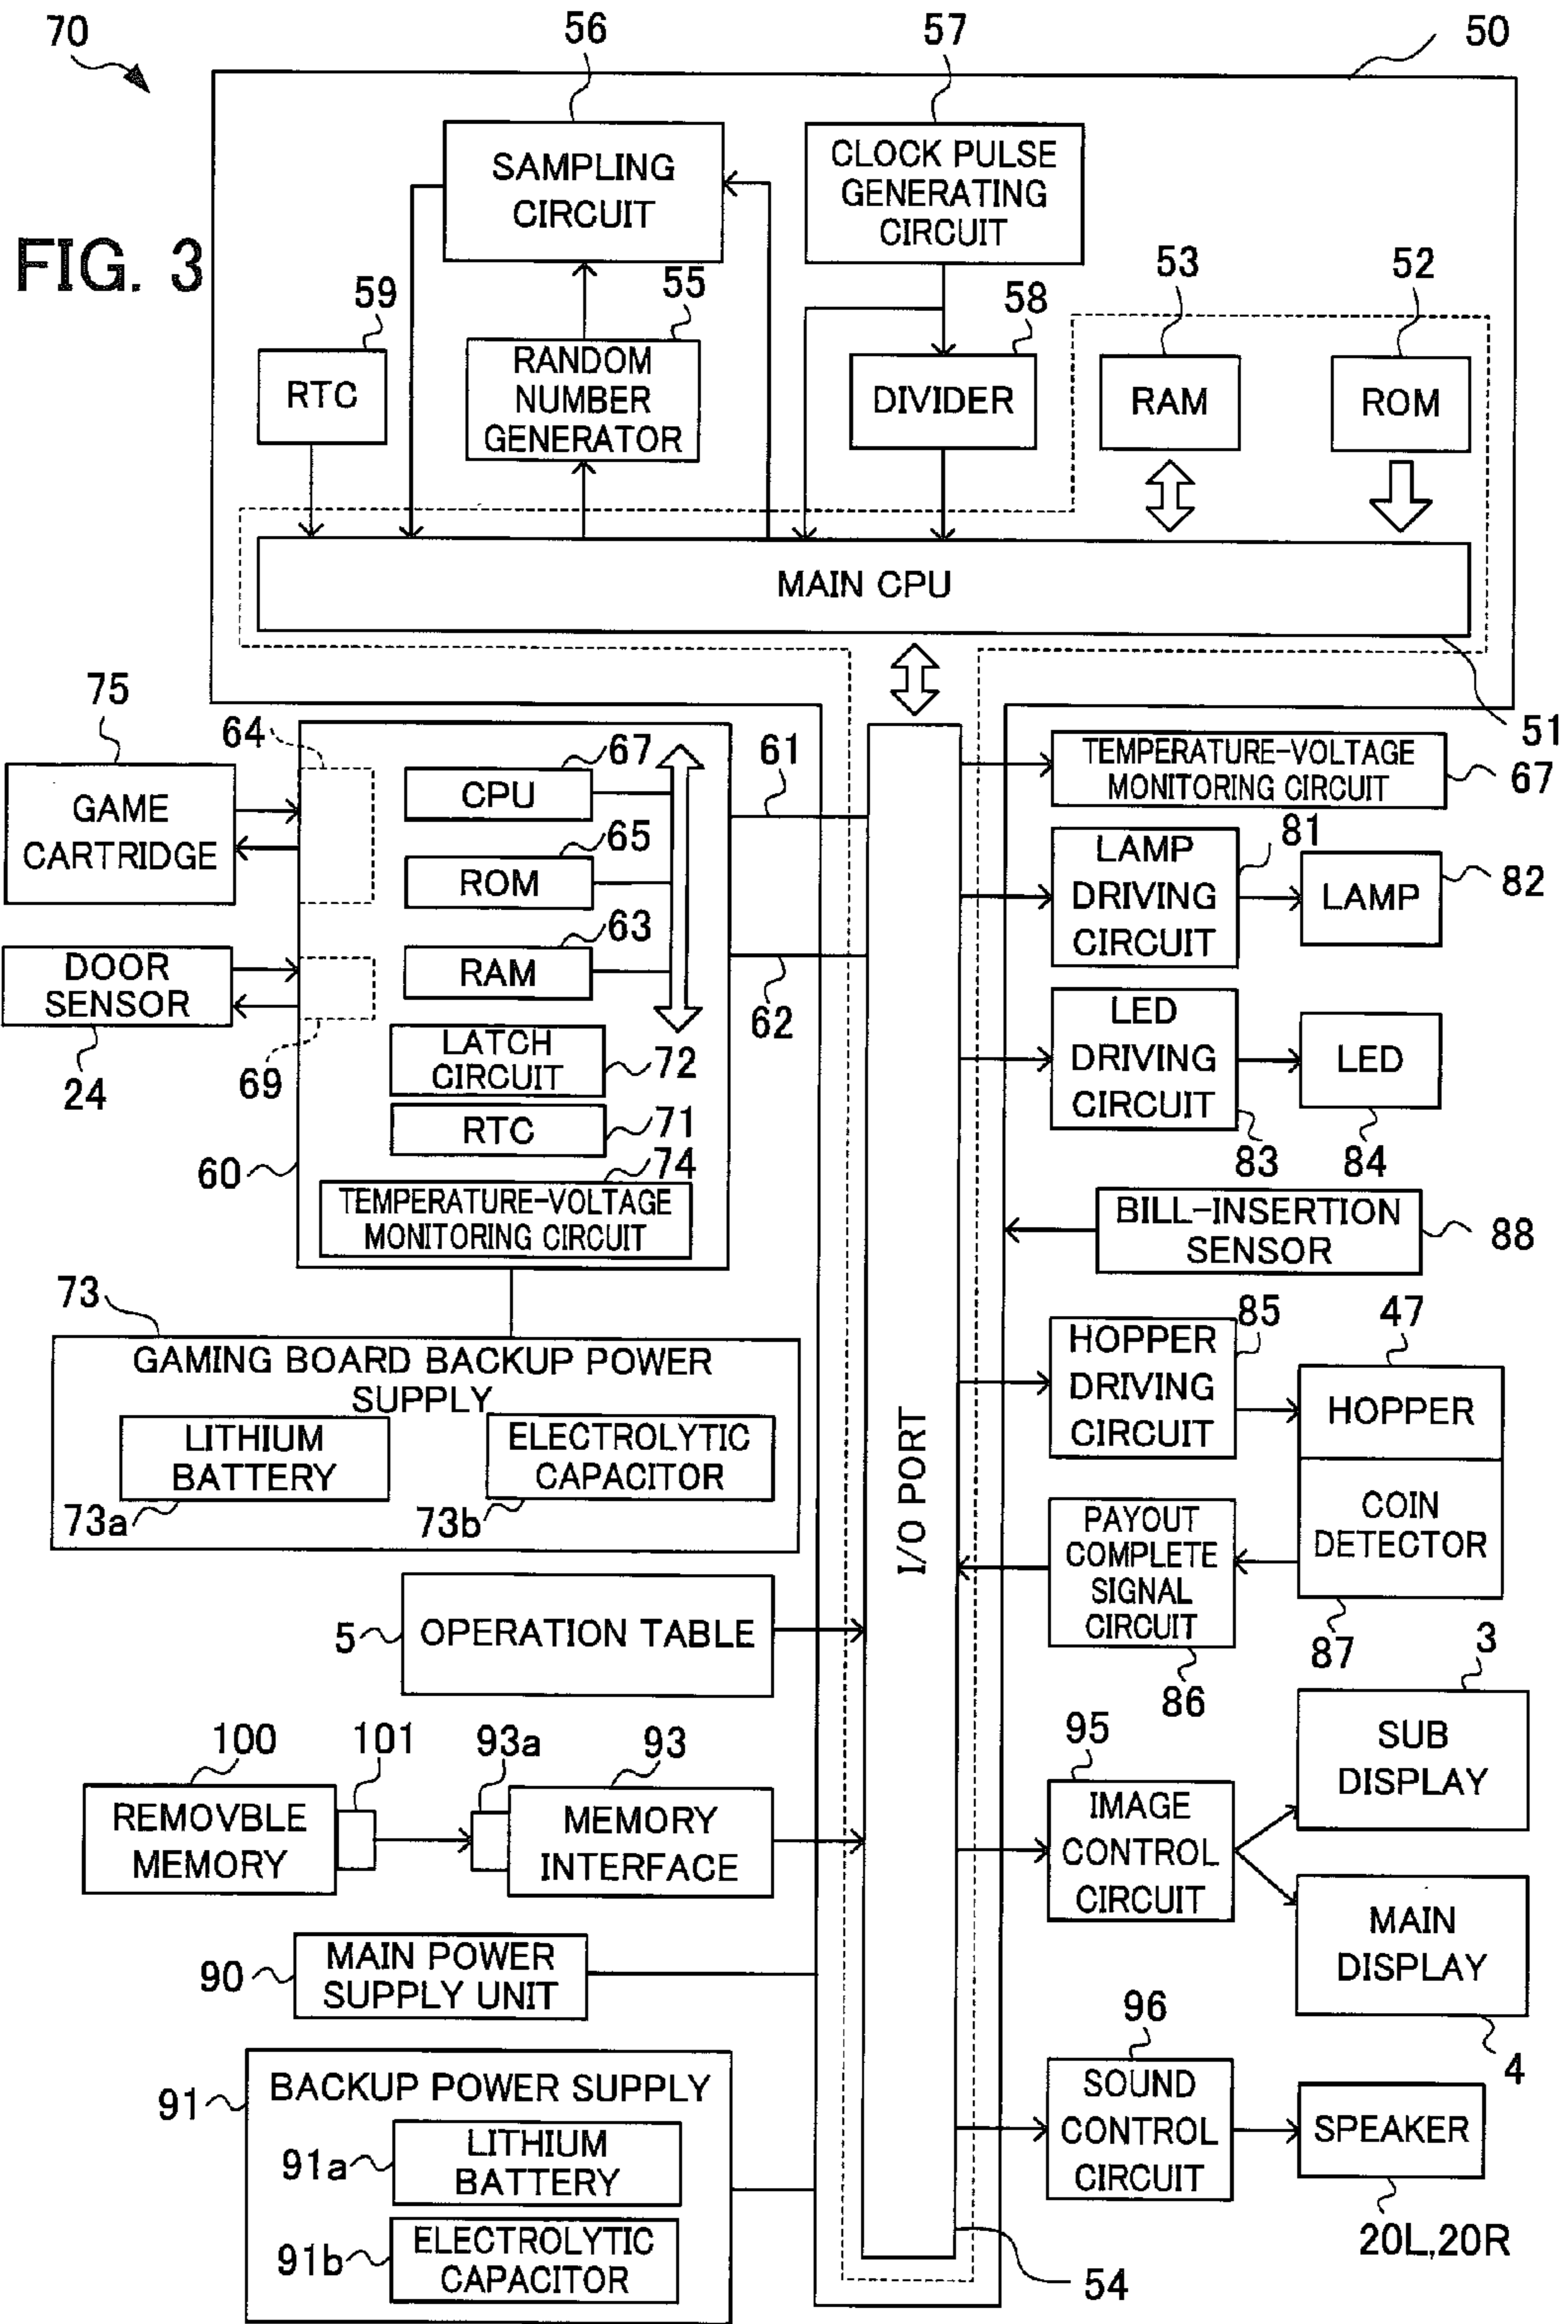 70
56
57
50
SAMPLING
CIRCUIT
CLOCK PULSE
GENERATING
CIRCUIT
FIG. 3
59
55
58
53
52
RTC
RANDOM
NUMBER
GENERATOR
DIVIDER
RAM
ROM
MAIN CPU
51
75
64
67
61
GAME
CARTRIDGE
CPU
65
ROM
63
RAM
DOOR
SENSOR
24
69
62
LATCH
CIRCUIT
72
RTC
71
60
74
TEMPERATURE-VOLTAGE
MONITORING CIRCUIT
TEMPERATURE-VOLTAGE
MONITORING CIRCUIT
67
81
LAMP
DRIVING
CIRCUIT
LAMP
82
LED
DRIVING
CIRCUIT
LED
83
84
BILL-INSERTION
SENSOR
88
73
GAMING BOARD BACKUP POWER
SUPPLY
LITHIUM
BATTERY
ELECTROLYTIC
CAPACITOR
73a
73b
85
47
HOPPER
DRIVING
CIRCUIT
HOPPER
I/O PORT
PAYOUT
COMPLETE
SIGNAL
CIRCUIT
COIN
DETECTOR
86
87
5
OPERATION TABLE
3
100
101
93a
93
REMOVBLE
MEMORY
MEMORY
INTERFACE
95
SUB
DISPLAY
IMAGE
CONTROL
CIRCUIT
MAIN
DISPLAY
4
90
MAIN POWER
SUPPLY UNIT
96
91
BACKUP POWER SUPPLY
91a
LITHIUM
BATTERY
91b
ELECTROLYTIC
CAPACITOR
SOUND
CONTROL
CIRCUIT
SPEAKER
20L,20R
54